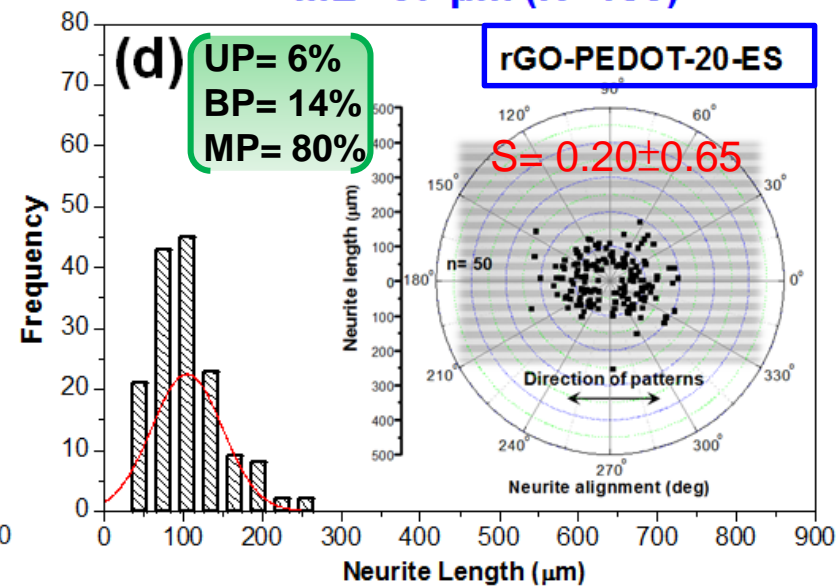 (d)
UP= 6%
BP= 14%
MP= 80%
rGO-PEDOT-20-ES
S= 0.20±0.65
n= 50
Direction of patterns
90°
120°
60°
150°
30°
180°
0°
210°
330°
240°
300°
270°
Neurite alignment (deg)
Neurite length (μm)
500
400
300
200
100
0
100
200
300
400
500
Frequency
80
70
60
50
40
30
20
10
0
0 100 200 300 400 500 600 700 800 900
Neurite Length (μm)